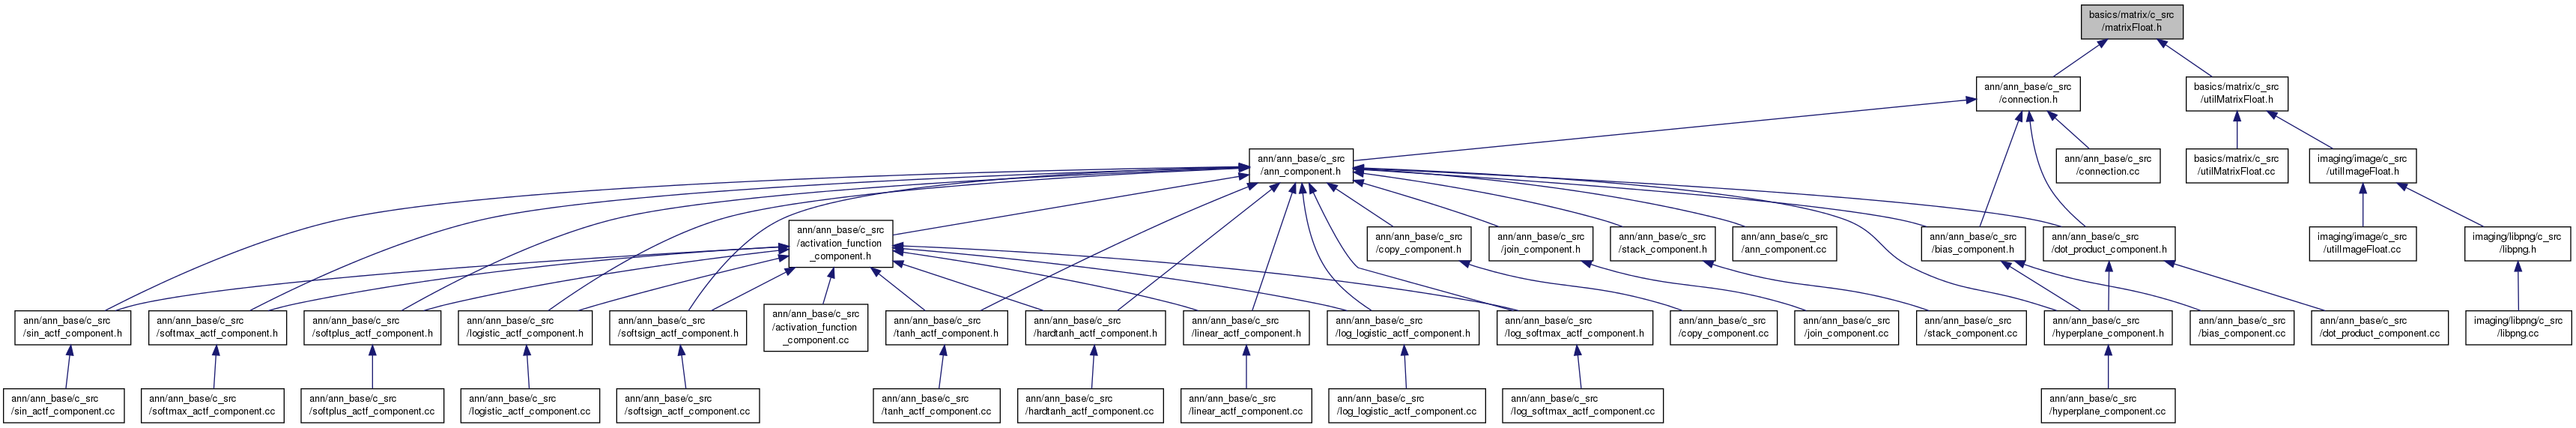 basics/matrix/c_src
/matrixFloat.h
ann/ann_base/c_src
/connection.h
basics/matrix/c_src
/utilMatrixFloat.h
ann/ann_base/c_src
/ann_component.h
ann/ann_base/c_src
/connection.cc
basics/matrix/c_src
/utilMatrixFloat.cc
imaging/image/c_src
/utilImageFloat.h
ann/ann_base/c_src
/activation_function
_component.h
ann/ann_base/c_src
/copy_component.h
ann/ann_base/c_src
/join_component.h
ann/ann_base/c_src
/stack_component.h
ann/ann_base/c_src
/ann_component.cc
ann/ann_base/c_src
/bias_component.h
ann/ann_base/c_src
/dot_product_component.h
imaging/image/c_src
/utilImageFloat.cc
imaging/libpng/c_src
/libpng.h
ann/ann_base/c_src
/sin_actf_component.h
ann/ann_base/c_src
/softmax_actf_component.h
ann/ann_base/c_src
/softplus_actf_component.h
ann/ann_base/c_src
/logistic_actf_component.h
ann/ann_base/c_src
/softsign_actf_component.h
ann/ann_base/c_src
/activation_function
_component.cc
ann/ann_base/c_src
/tanh_actf_component.h
ann/ann_base/c_src
/hardtanh_actf_component.h
ann/ann_base/c_src
/linear_actf_component.h
ann/ann_base/c_src
/log_logistic_actf_component.h
ann/ann_base/c_src
/log_softmax_actf_component.h
ann/ann_base/c_src
/copy_component.cc
ann/ann_base/c_src
/join_component.cc
ann/ann_base/c_src
/stack_component.cc
ann/ann_base/c_src
/hyperplane_component.h
ann/ann_base/c_src
/bias_component.cc
ann/ann_base/c_src
/dot_product_component.cc
imaging/libpng/c_src
/libpng.cc
ann/ann_base/c_src
/sin_actf_component.cc
ann/ann_base/c_src
/softmax_actf_component.cc
ann/ann_base/c_src
/softplus_actf_component.cc
ann/ann_base/c_src
/logistic_actf_component.cc
ann/ann_base/c_src
/softsign_actf_component.cc
ann/ann_base/c_src
/tanh_actf_component.cc
ann/ann_base/c_src
/hardtanh_actf_component.cc
ann/ann_base/c_src
/linear_actf_component.cc
ann/ann_base/c_src
/log_logistic_actf_component.cc
ann/ann_base/c_src
/log_softmax_actf_component.cc
ann/ann_base/c_src
/hyperplane_component.cc